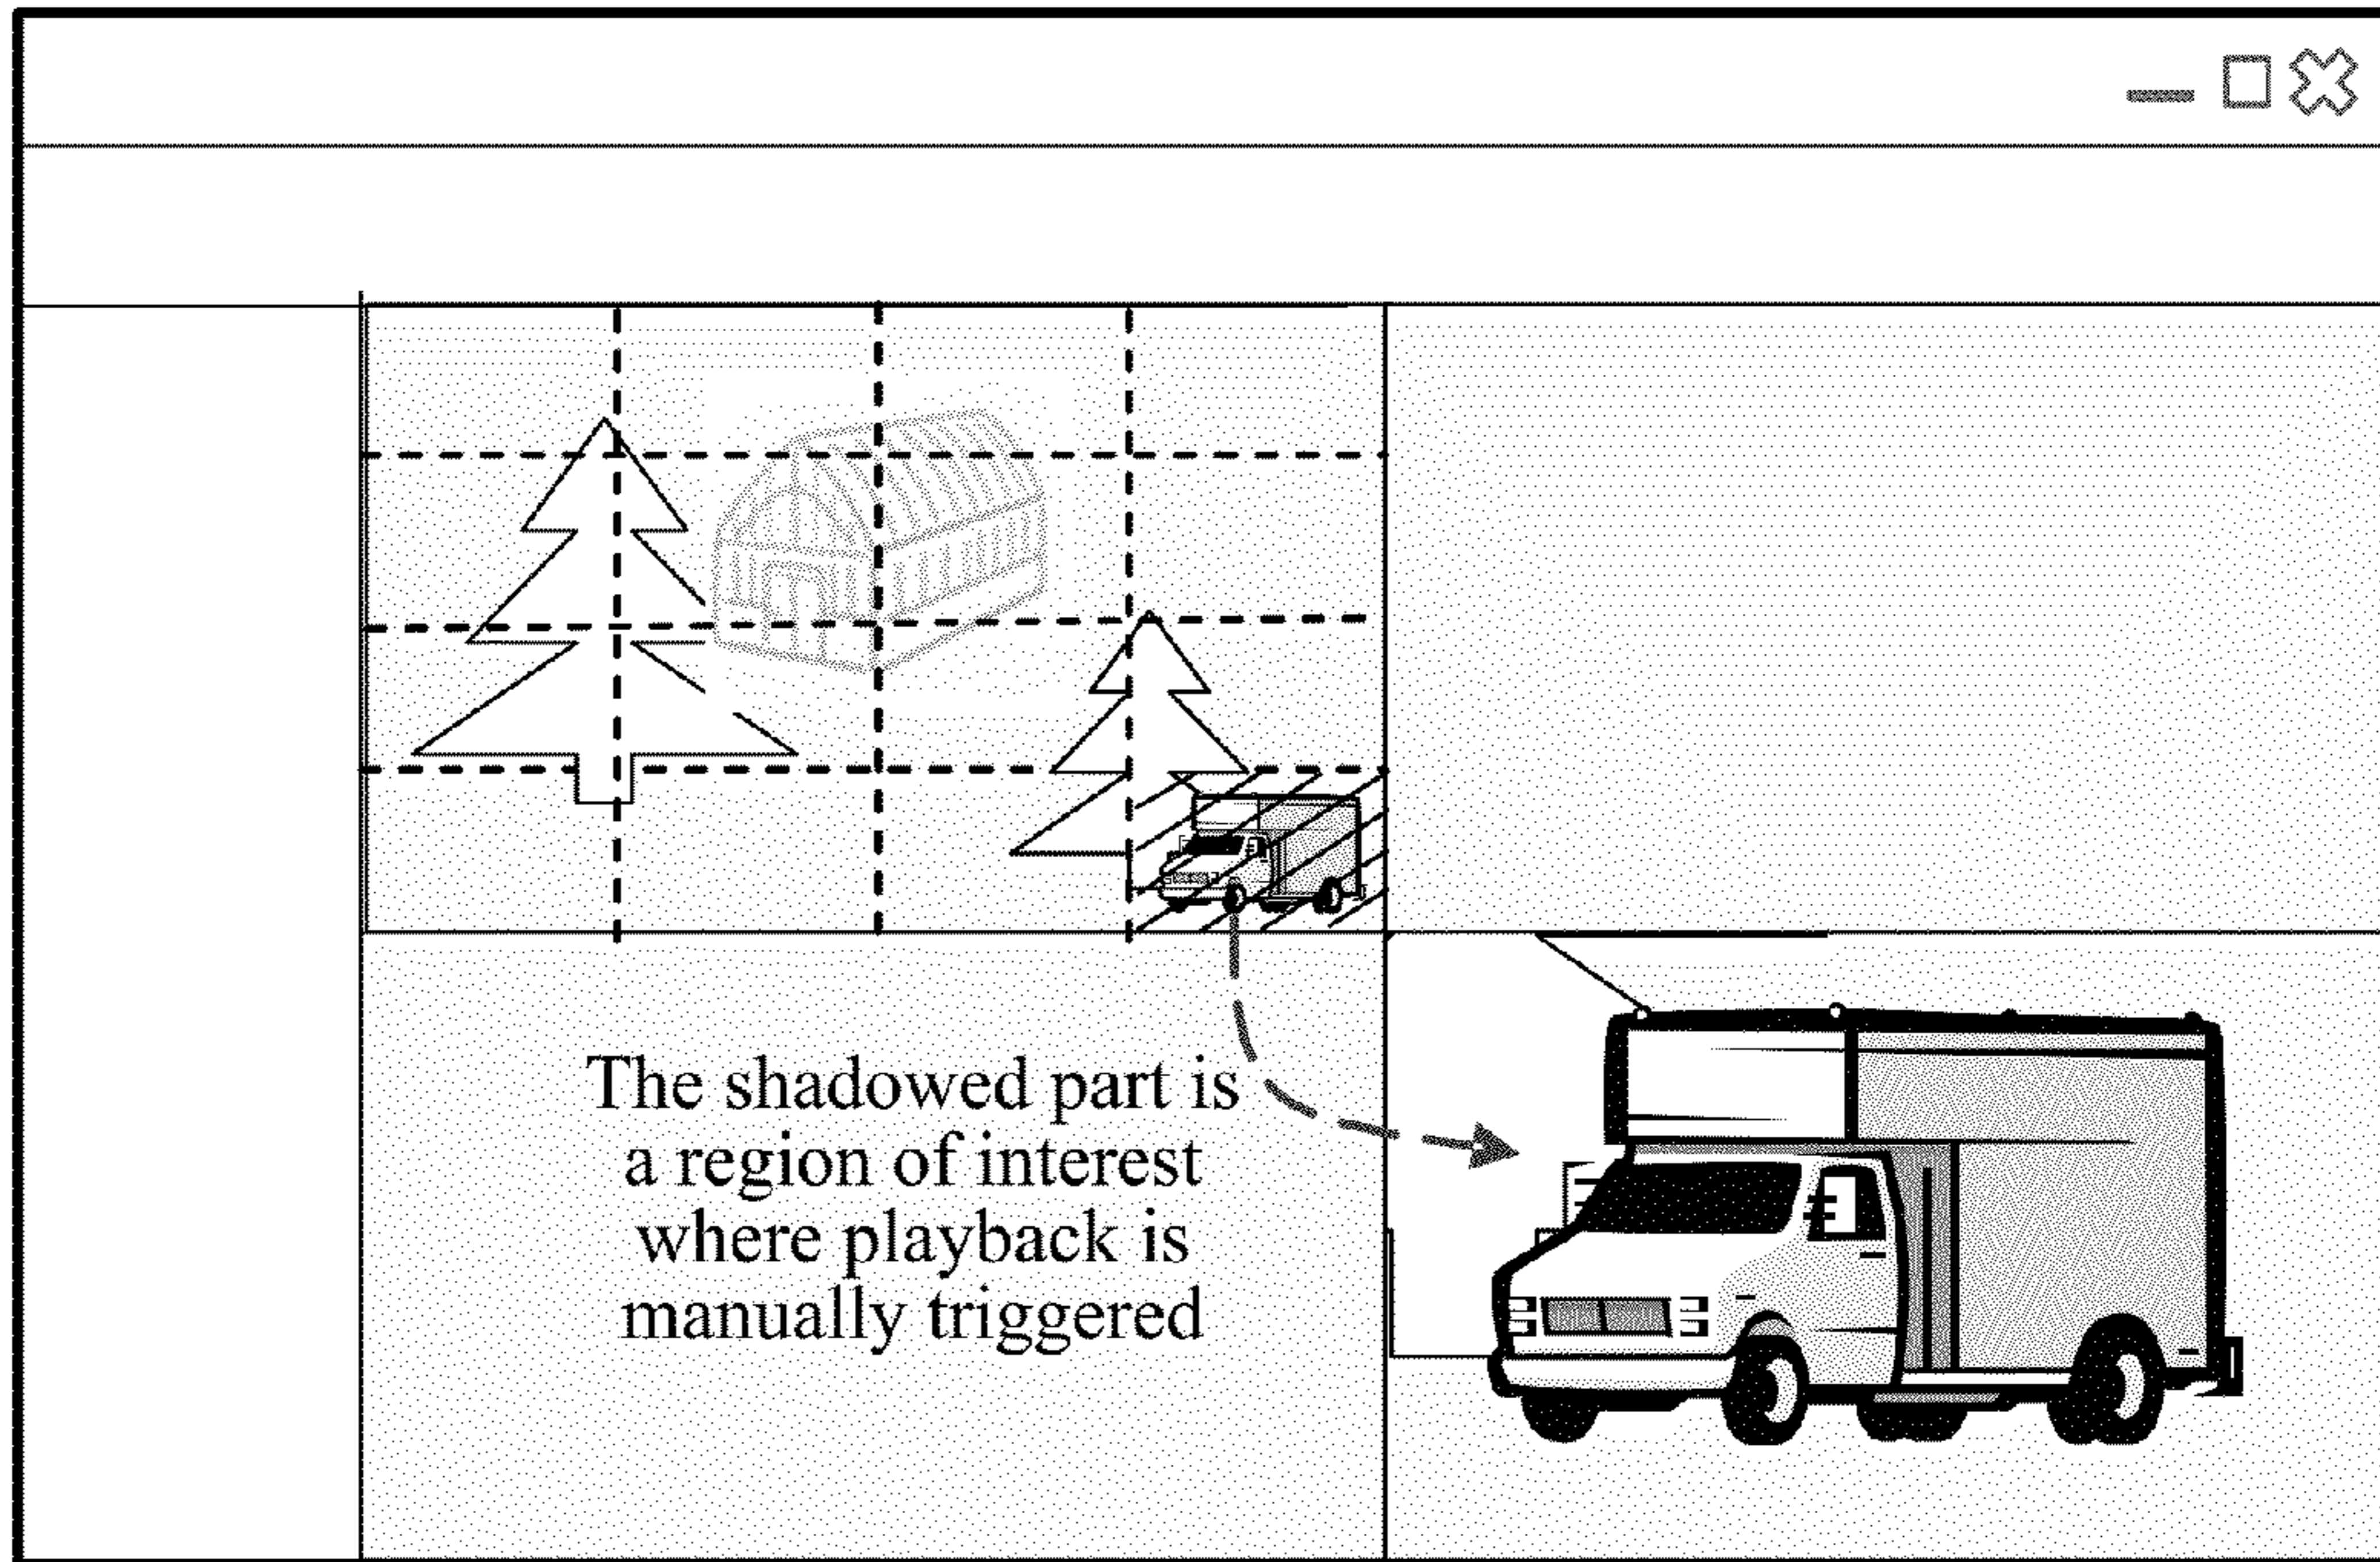 The shadowed part is
a region of interest
where playback is
manually triggered